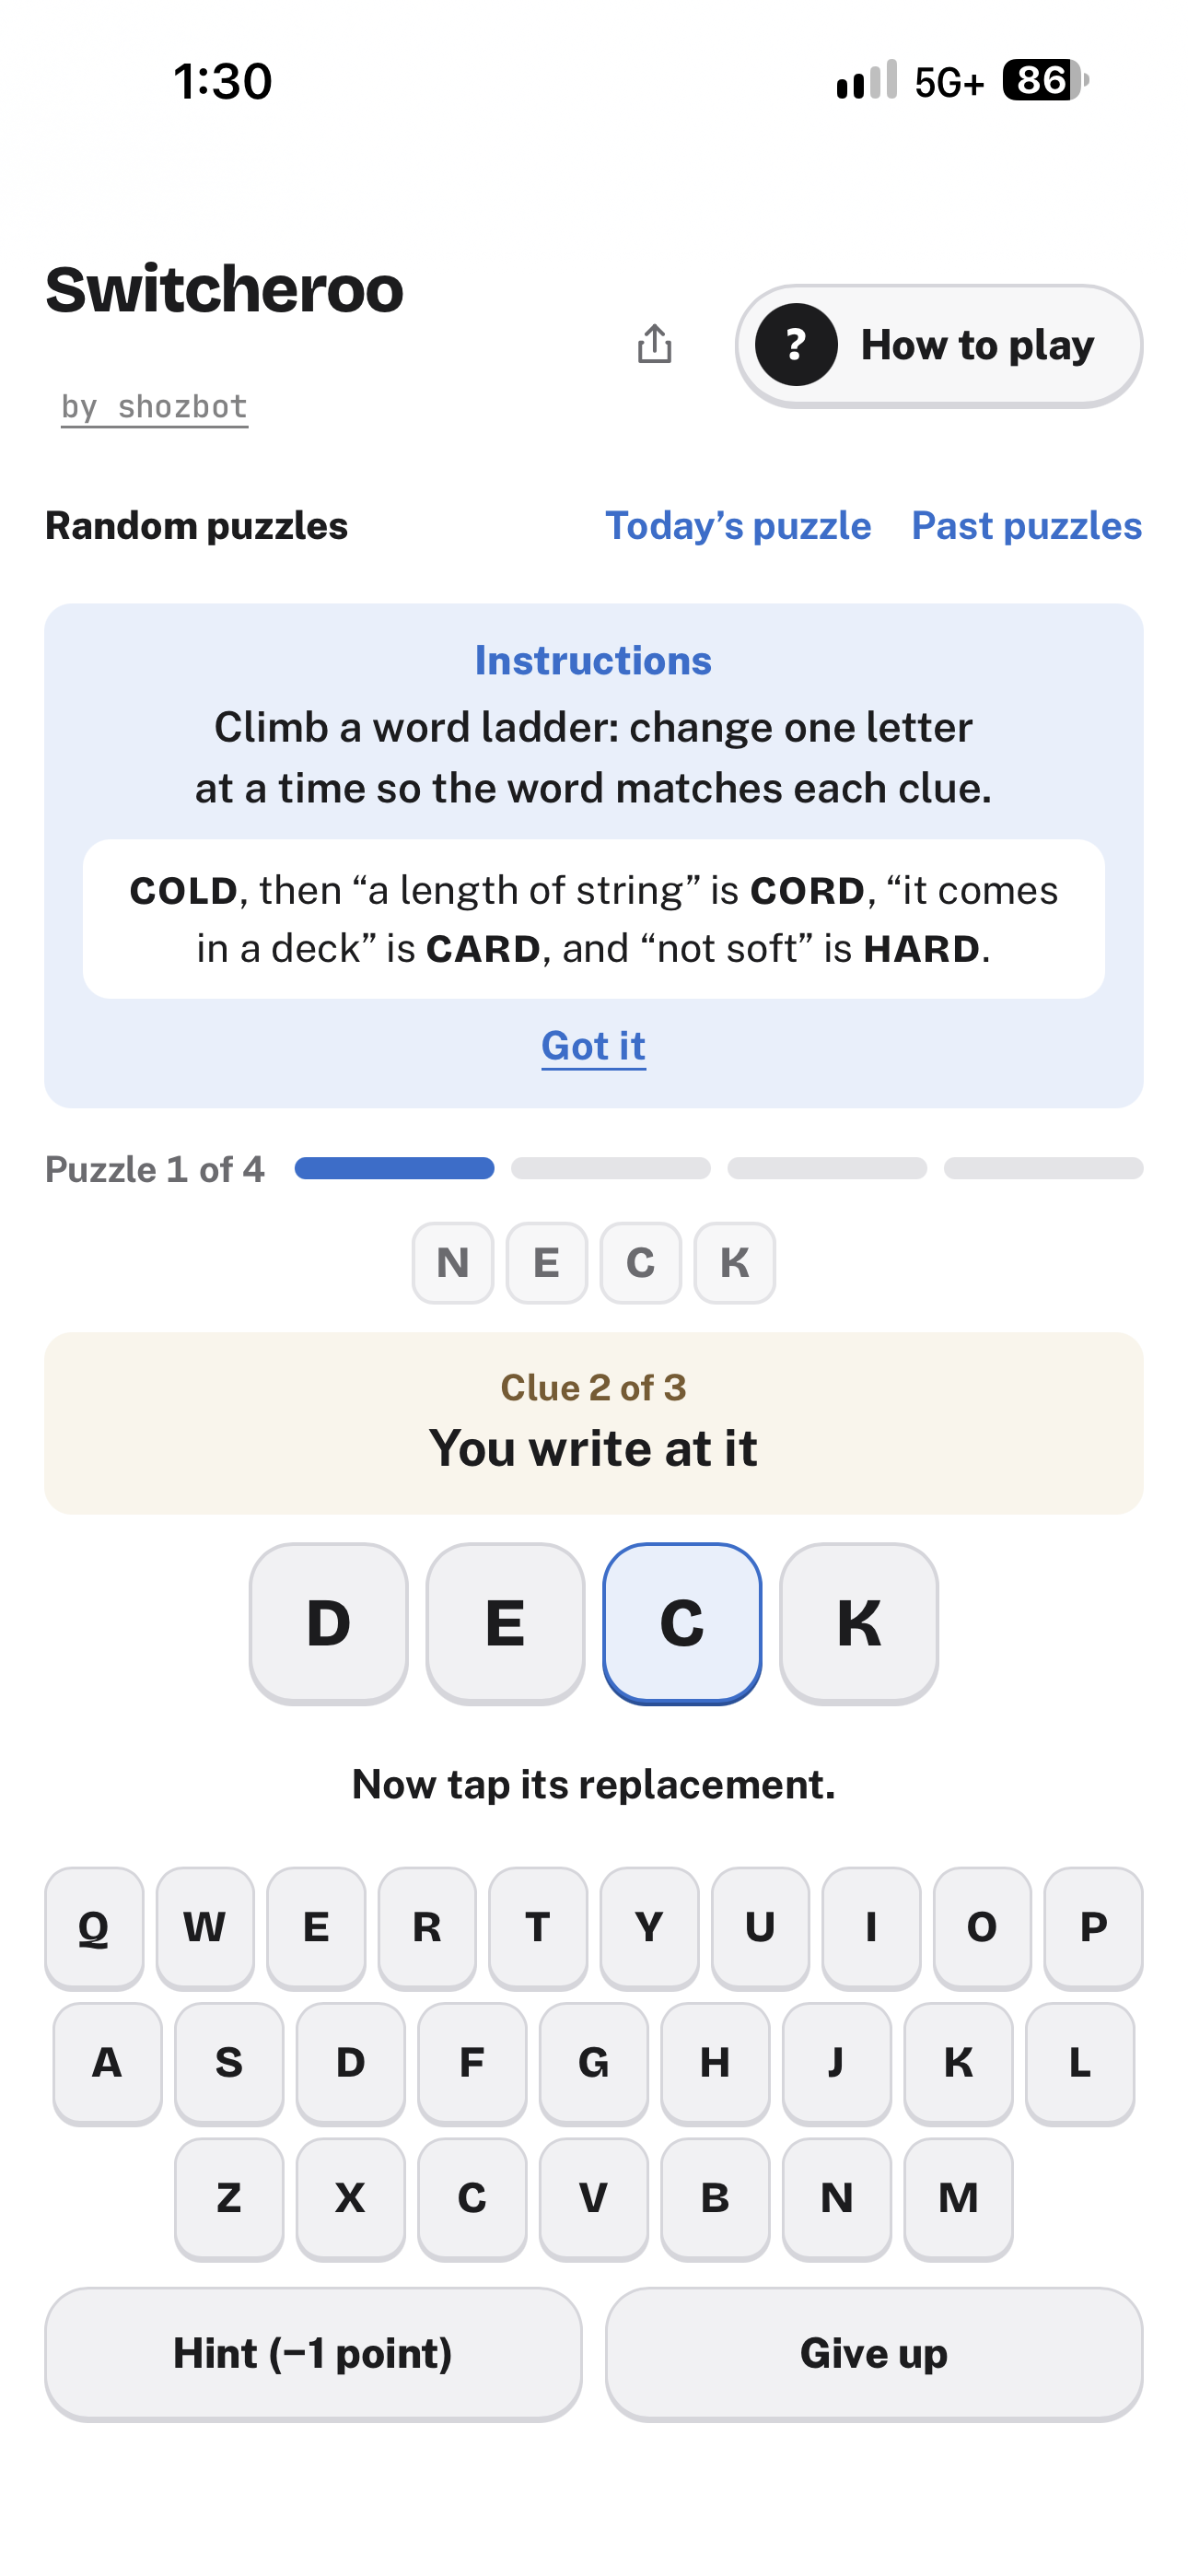 1:30
5G+ 86
Switcheroo
by shozbot
? How to play
Random puzzles
Today’s puzzle Past puzzles
Instructions
Climb a word ladder: change one letter
at a time so the word matches each clue.
COLD, then “a length of string” is CORD, “it comes
in a deck” is CARD, and “not soft” is HARD.
Got it
Puzzle 1 of 4
N E C K
Clue 2 of 3
You write at it
D E C K
Now tap its replacement.
Q W E R T Y U I O P
A S D F G H J K L
Z X C V B N M
Hint (−1 point)
Give up